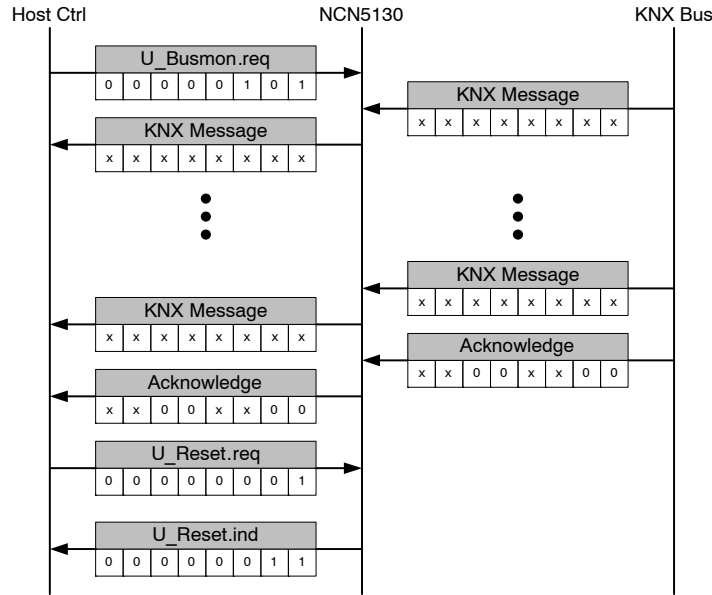 Host Ctrl NCN5130 KNX Bus
U_Busmon.req
0 0 0 0 0 1 0 1
KNX Message
x x x x x x x x
KNX Message
x x x x x x x x
KNX Message
x x x x x x x x
KNX Message
x x x x x x x x
Acknowledge
x x 0 0 x x 0 0
Acknowledge
x x 0 0 x x 0 0
U_Reset.req
0 0 0 0 0 0 0 1
U_Reset.ind
0 0 0 0 0 0 1 1